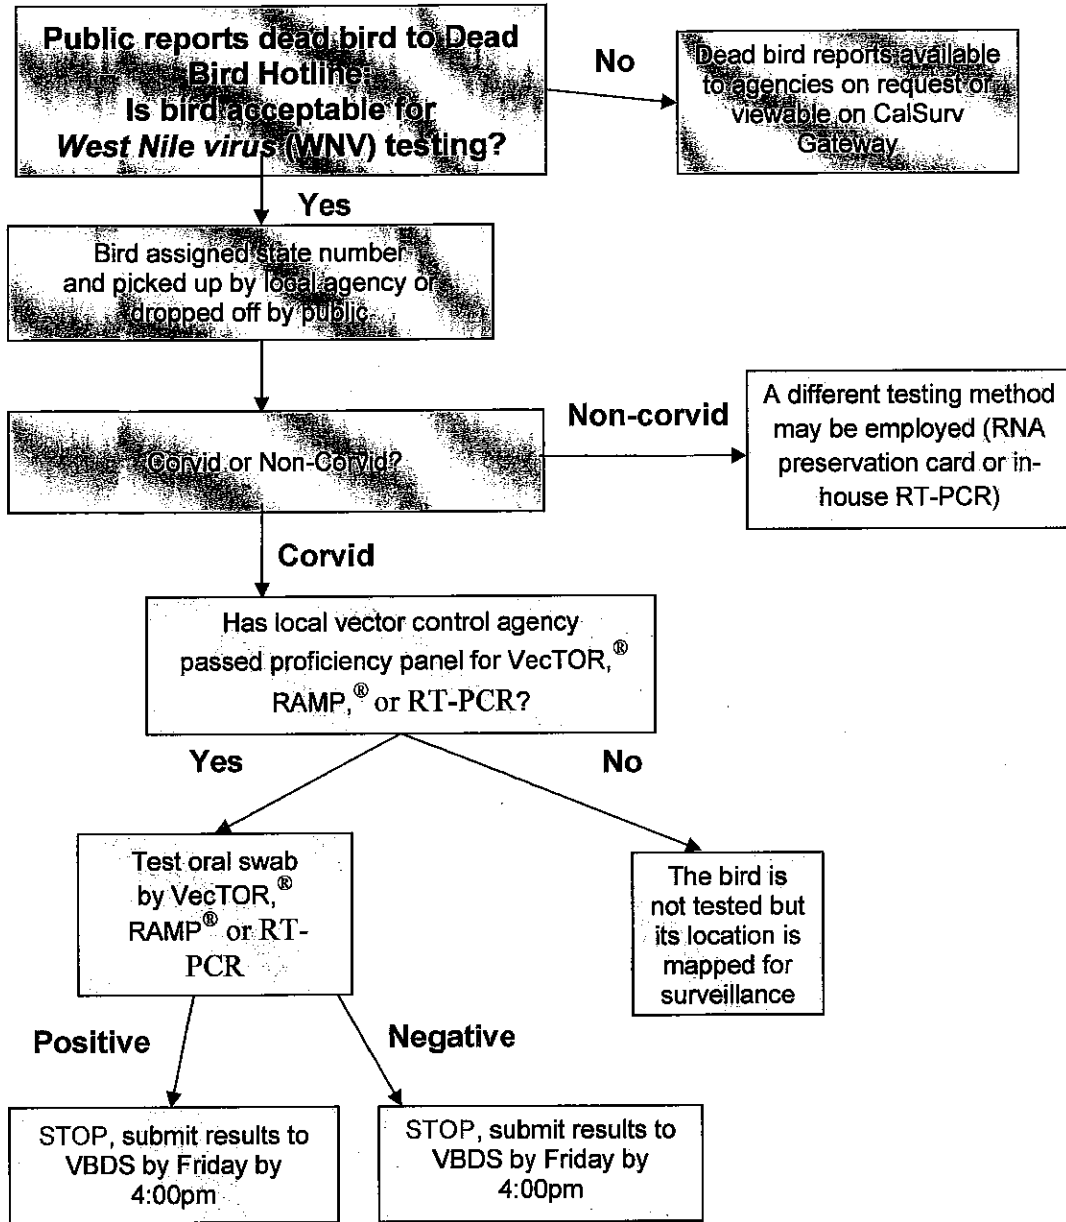 Public reports dead bird to Dead
Bird Hotline:
Is bird acceptable for
West Nile virus (WNV) testing?
No
Dead bird reports available
to agencies on request or
viewable on CalSurv
Gateway
Yes
Bird assigned state number
and picked up by local agency or
dropped off by public
Corvid or Non-Corvid?
Non-corvid
A different testing method
may be employed (RNA
preservation card or in-
house RT-PCR)
Corvid
Has local vector control agency
passed proficiency panel for VecTOR,®
RAMP,® or RT-PCR?
Yes
No
Test oral swab
by VecTOR,®
RAMP® or RT-
PCR
The bird is
not tested but
its location is
mapped for
surveillance
Positive
Negative
STOP, submit results to
VBDS by Friday by
4:00pm
STOP, submit results to
VBDS by Friday by
4:00pm